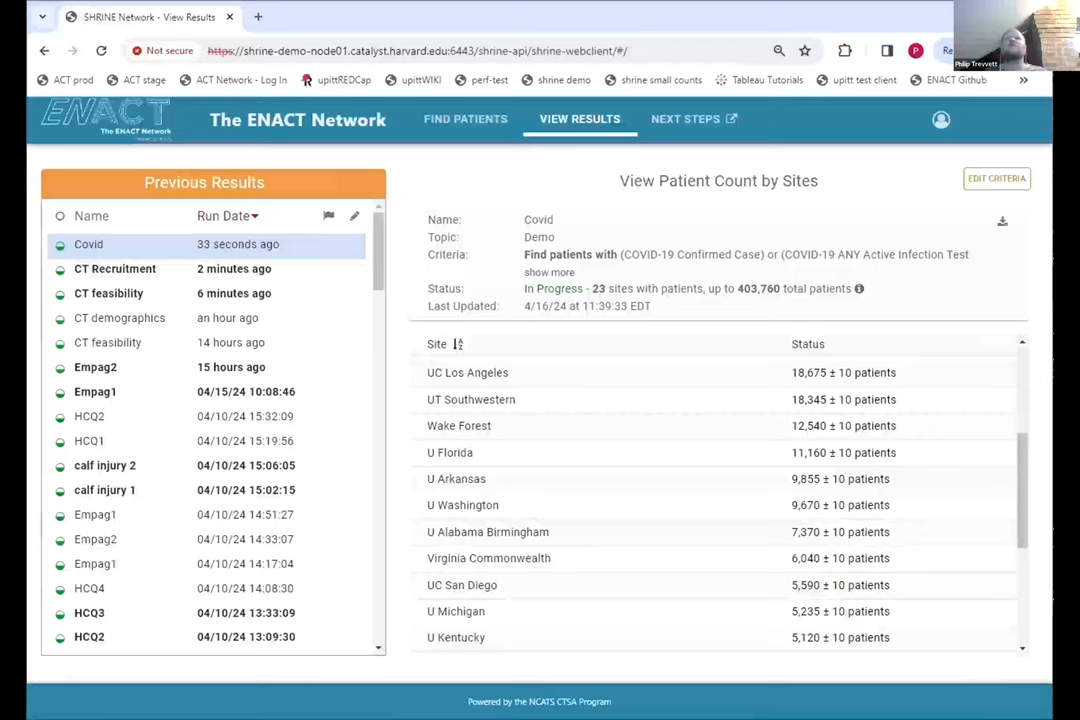 SHRINE Network - View Results
Not secure https://shrine-demo-node01.catalyst.harvard.edu:6443/shrine-api/shrine-webclient/#/
P
Re
ACT prod ACT stage ACT Network - Log In upittREDCap upittWIKI perf-test shrine demo shrine small counts Tableau Tutorials upitt test client ENACT Github »
Philip Trevvett
ENACT
The ENACT Network
The ENACT Network FIND PATIENTS VIEW RESULTS NEXT STEPS
Previous Results
Name Run Date
Covid 33 seconds ago
CT Recruitment 2 minutes ago
CT feasibility 6 minutes ago
CT demographics an hour ago
CT feasibility 14 hours ago
Empag2 15 hours ago
Empag1 04/15/24 10:08:46
HCQ2 04/10/24 15:32:09
HCQ1 04/10/24 15:19:56
calf injury 2 04/10/24 15:06:05
calf injury 1 04/10/24 15:02:15
Empag1 04/10/24 14:51:27
Empag2 04/10/24 14:33:07
Empag1 04/10/24 14:17:04
HCQ4 04/10/24 14:08:30
HCQ3 04/10/24 13:33:09
HCQ2 04/10/24 13:09:30
View Patient Count by Sites
EDIT CRITERIA
Name: Covid
Topic: Demo
Criteria: Find patients with (COVID-19 Confirmed Case) or (COVID-19 ANY Active Infection Test
show more
Status: In Progress - 23 sites with patients, up to 403,760 total patients
Last Updated: 4/16/24 at 11:39:33 EDT
Site Status
UC Los Angeles 18,675 ± 10 patients
UT Southwestern 18,345 ± 10 patients
Wake Forest 12,540 ± 10 patients
U Florida 11,160 ± 10 patients
U Arkansas 9,855 ± 10 patients
U Washington 9,670 ± 10 patients
U Alabama Birmingham 7,370 ± 10 patients
Virginia Commonwealth 6,040 ± 10 patients
UC San Diego 5,590 ± 10 patients
U Michigan 5,235 ± 10 patients
U Kentucky 5,120 ± 10 patients
Powered by the NCATS CTSA Program